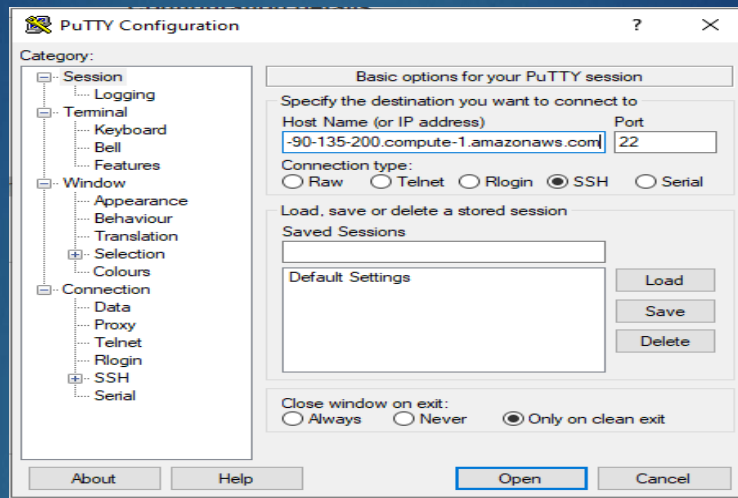 PuTTY Configuration
?
Category:
Session
Logging
Terminal
Keyboard
Bell
Features
Window
Appearance
Behaviour
Translation
Selection
Colours
Connection
Data
Proxy
Telnet
Rlogin
SSH
Serial
Basic options for your PuTTY session
Specify the destination you want to connect to
Host Name (or IP address) Port
-90-135-200.compute-1.amazonaws.com 22
Connection type:
Raw Telnet Rlogin SSH Serial
Load, save or delete a stored session
Saved Sessions
Default Settings
Load
Save
Delete
Close window on exit:
Always Never Only on clean exit
About Help Open Cancel